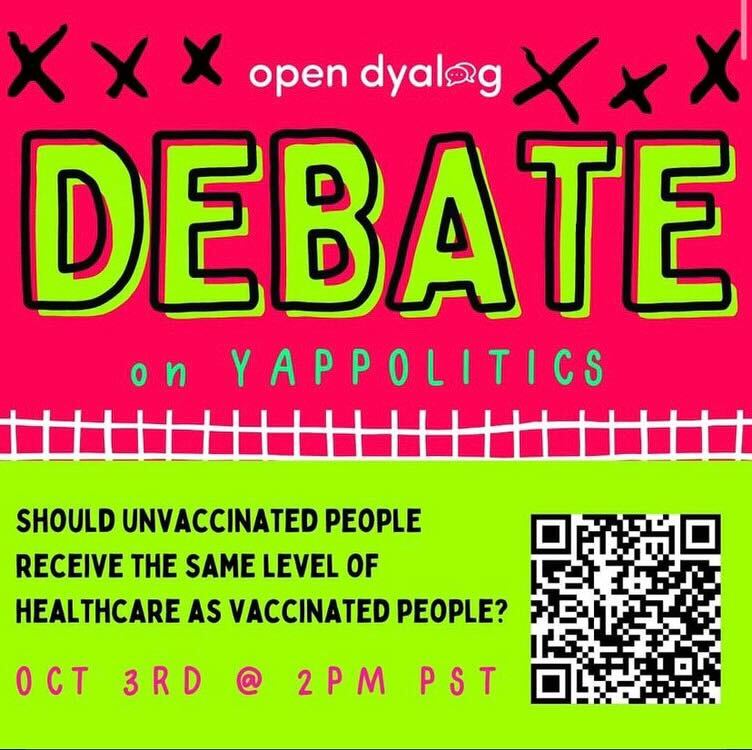 open dyalog
DEBATE
on YAPPOLITICS
SHOULD UNVACCINATED PEOPLE
RECEIVE THE SAME LEVEL OF
HEALTHCARE AS VACCINATED PEOPLE?
OCT 3RD @ 2PM PST